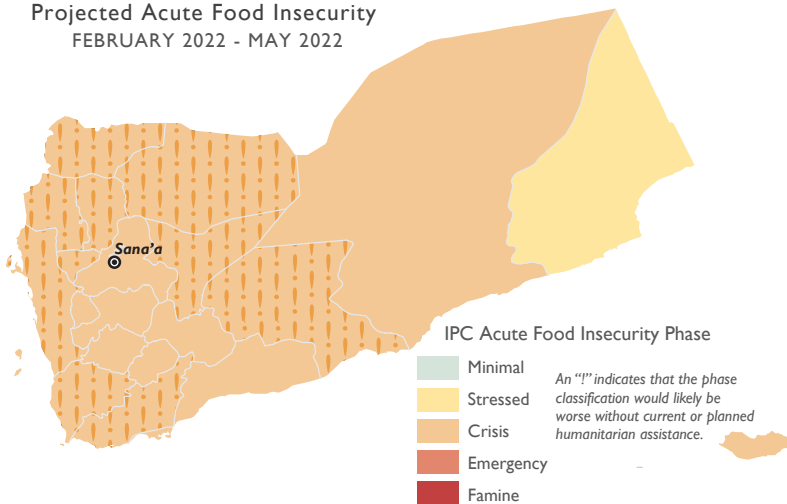 Projected Acute Food Insecurity
FEBRUARY 2022 - MAY 2022
Sana’a
IPC Acute Food Insecurity Phase
Minimal
Stressed
Crisis
Emergency
Famine
An “!” indicates that the phase
classification would likely be
worse without current or planned
humanitarian assistance.